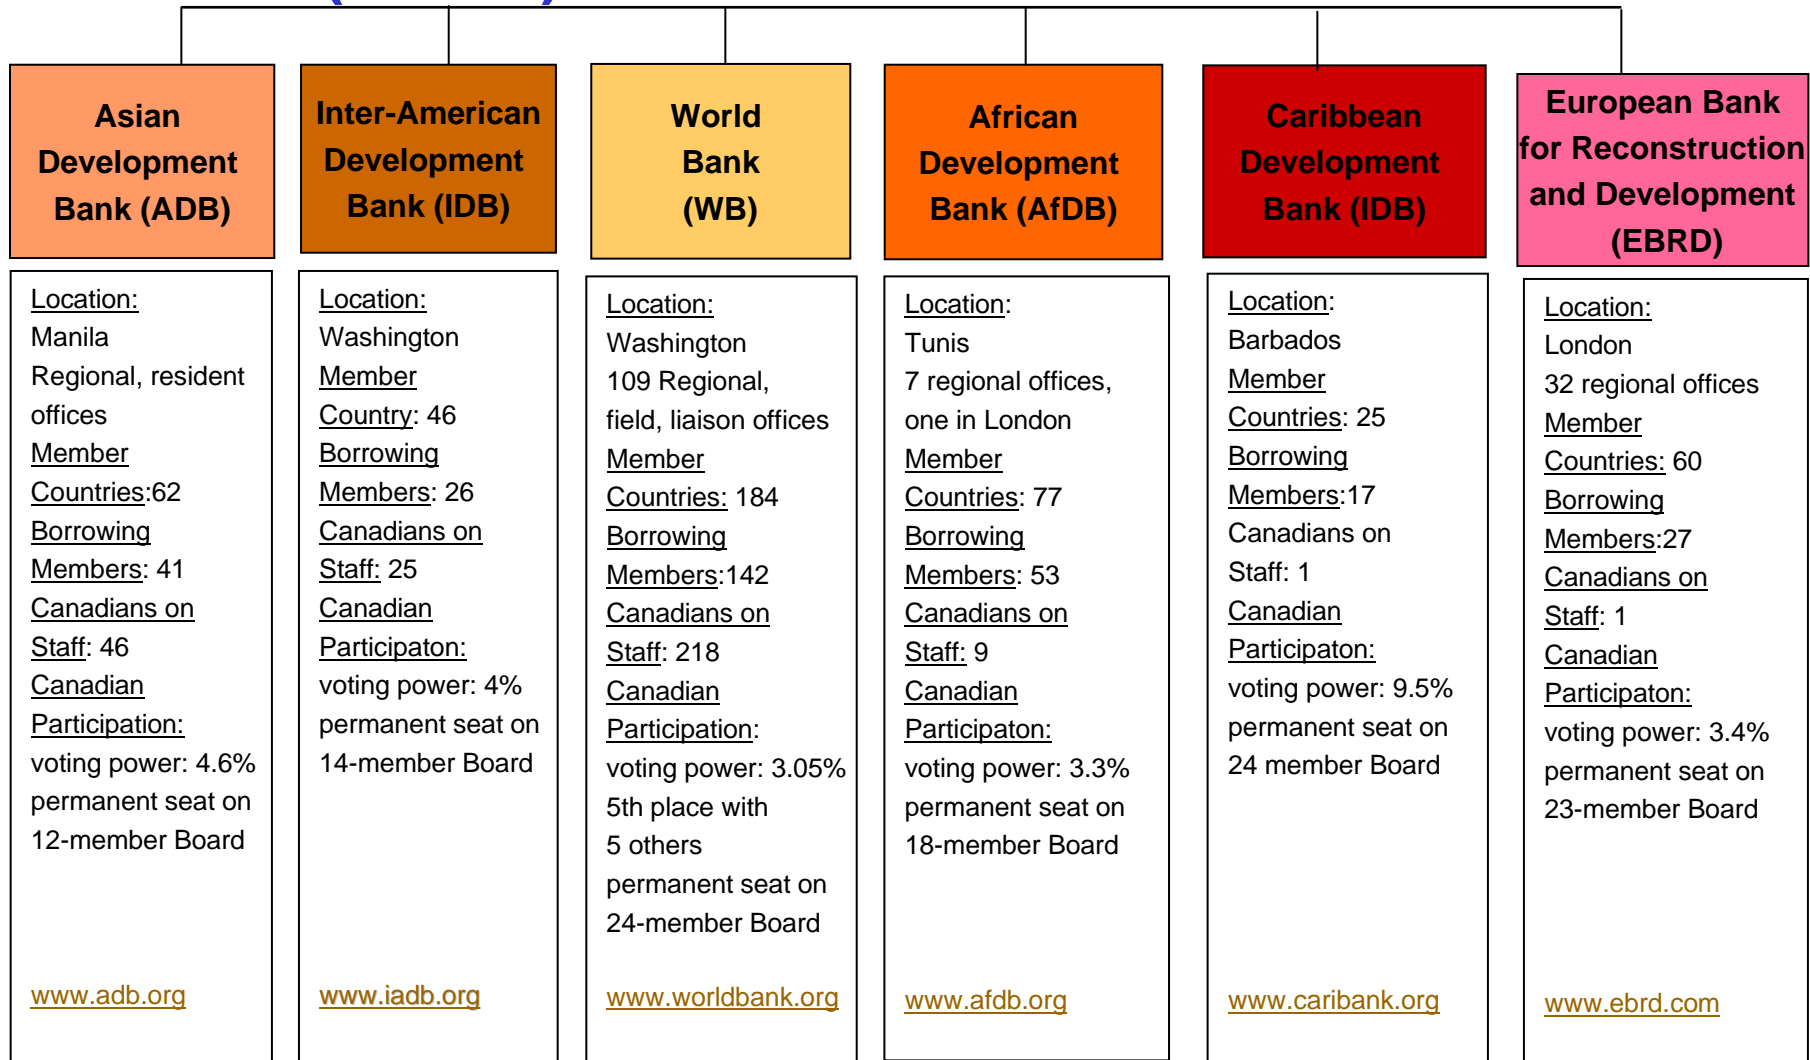 Asian
Development
Bank (ADB)
Inter-American
Development
Bank (IDB)
World
Bank
(WB)
African
Development
Bank (AfDB)
Caribbean
Development
Bank (IDB)
European Bank
for Reconstruction
and Development
(EBRD)
Location:
Manila
Regional, resident
offices
Member
Countries:62
Borrowing
Members: 41
Canadians on
Staff: 46
Canadian
Participation:
voting power: 4.6%
permanent seat on
12-member Board
www.adb.org
Location:
Washington
Member
Country: 46
Borrowing
Members: 26
Canadians on
Staff: 25
Canadian
Participaton:
voting power: 4%
permanent seat on
14-member Board
www.iadb.org
Location:
Washington
109 Regional,
field, liaison offices
Member
Countries: 184
Borrowing
Members:142
Canadians on
Staff: 218
Canadian
Participation:
voting power: 3.05%
5th place with
5 others
permanent seat on
24-member Board
www.worldbank.org
Location:
Tunis
7 regional offices,
one in London
Member
Countries: 77
Borrowing
Members: 53
Canadians on
Staff: 9
Canadian
Participaton:
voting power: 3.3%
permanent seat on
18-member Board
www.afdb.org
Location:
Barbados
Member
Countries: 25
Borrowing
Members:17
Canadians on
Staff: 1
Canadian
Participaton:
voting power: 9.5%
permanent seat on
24 member Board
www.caribank.org
Location:
London
32 regional offices
Member
Countries: 60
Borrowing
Members:27
Canadians on
Staff: 1
Canadian
Participaton:
voting power: 3.4%
permanent seat on
23-member Board
www.ebrd.com